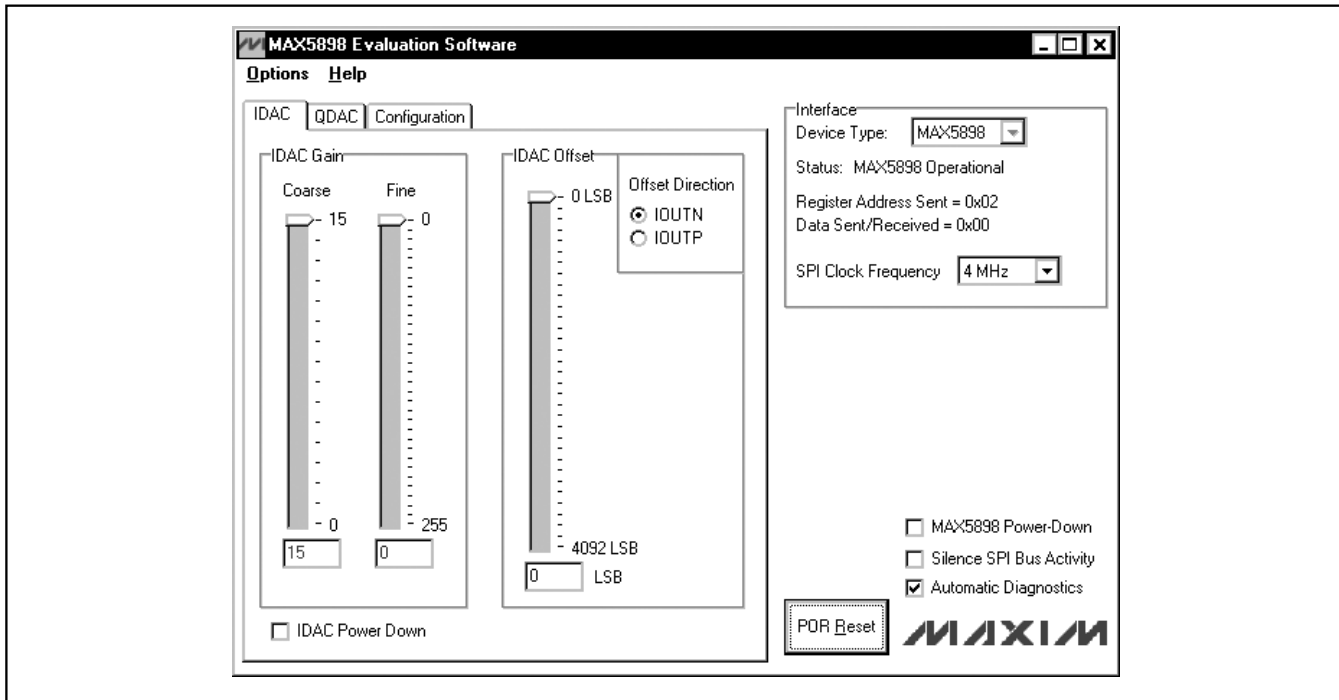 MAX5898 Evaluation Software
Options Help
IDAC QDAC Configuration
IDAC Gain
Coarse Fine
15 0
0 255
15 0
IDAC Offset
0 LSB
4092 LSB
0 LSB
Offset Direction
IOUTN
IOUTP
IDAC Power Down
Interface
Device Type: MAX5898
Status: MAX5898 Operational
Register Address Sent = 0x02
Data Sent/Received = 0x00
SPI Clock Frequency 4 MHz
MAX5898 Power-Down
Silence SPI Bus Activity
Automatic Diagnostics
POR Reset
MAXIM